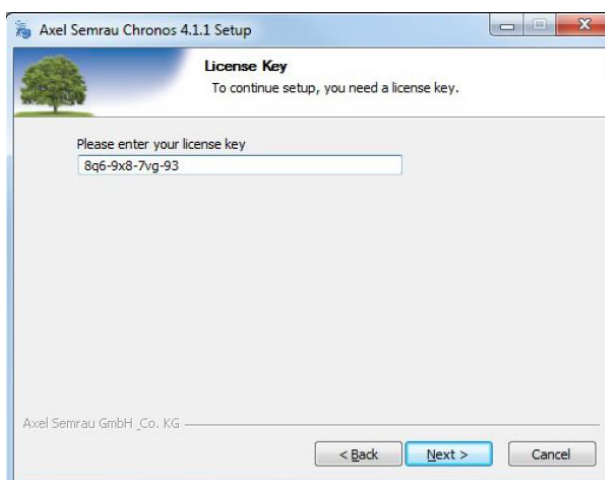 Axel Semrau Chronos 4.1.1 Setup
License Key
To continue setup, you need a license key.
Please enter your license key
8q6-9x8-7vg-93
Axel Semrau GmbH _Co. KG
< Back
Next >
Cancel